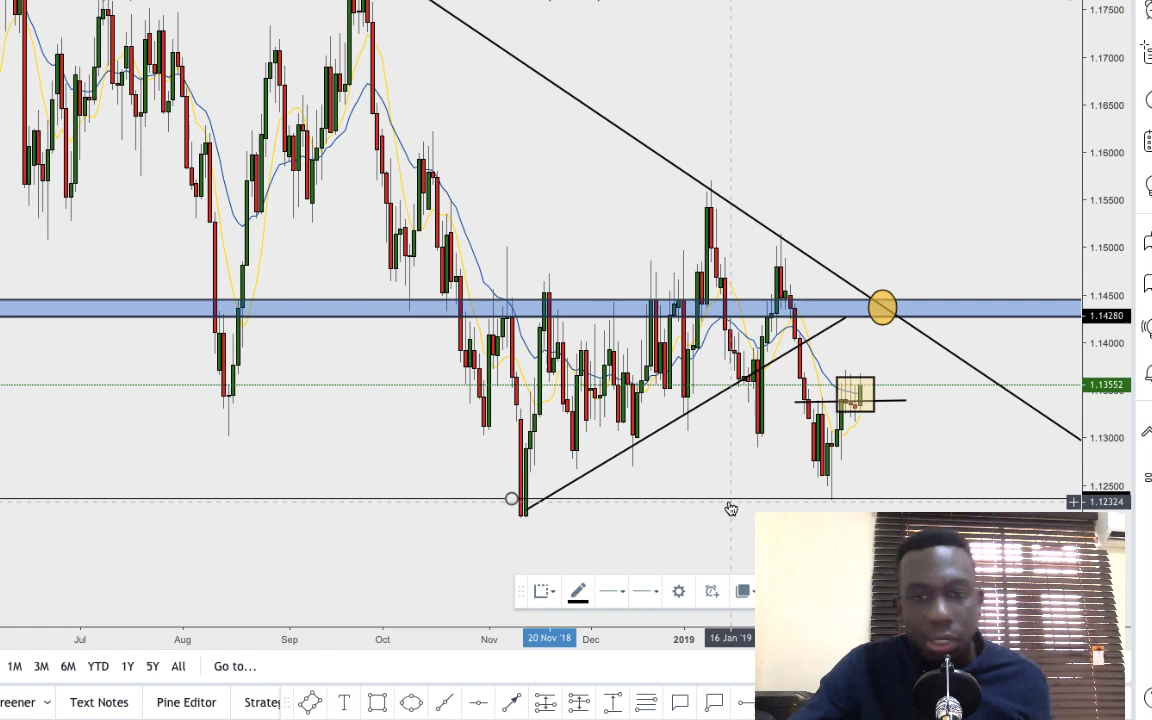 1.17500
1.17000
1.16500
1.16000
1.15500
1.15000
1.14500
1.14280
1.14000
1.13552
1.13000
1.12500
1.12324
Jul
Aug
Sep
Oct
Nov
20 Nov '18
Dec
2019
16 Jan '19
1M 3M 6M YTD 1Y 5Y All Go to...
reener Text Notes Pine Editor Strate